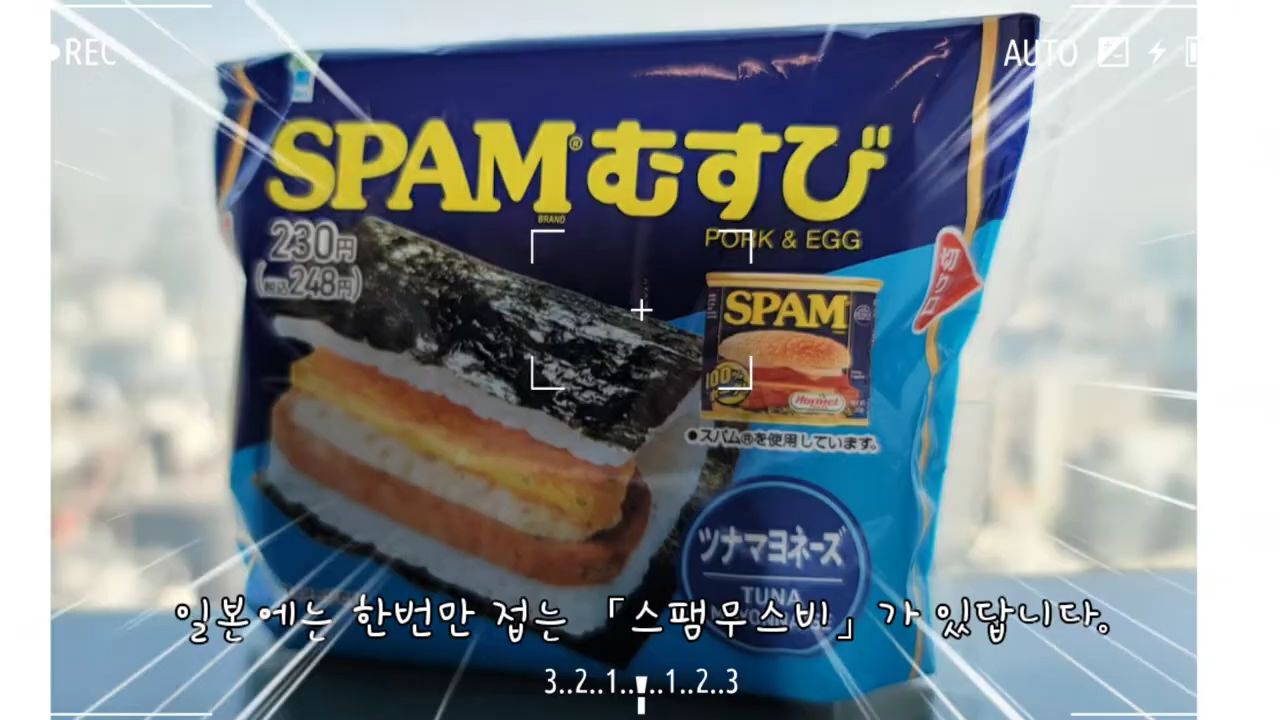 REC
AUTO
SPAM®むすび
BRAND
PORK & EGG
230円
(税込248円)
切り口
SPAM
100%
Hormel
●スパム®を使用しています。
ツナマヨネーズ
TUNA
일본에는 한번만 접는 「스팸무스비」가 있답니다。
3..2..1..▪..1..2..3